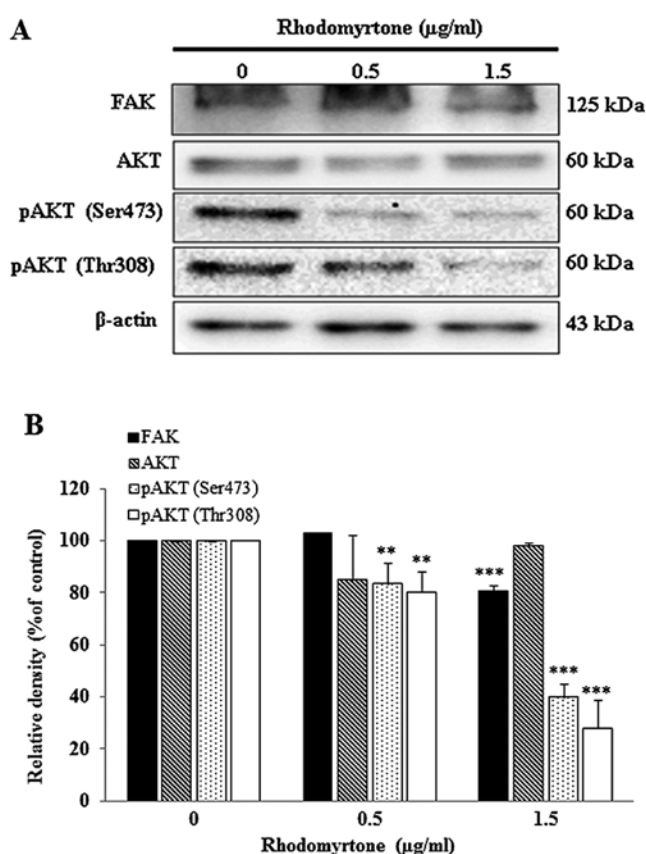 A
Rhodomyrtone (µg/ml)
0 0.5 1.5
FAK 125 kDa
AKT 60 kDa
pAKT (Ser473) 60 kDa
pAKT (Thr308) 60 kDa
β-actin 43 kDa
B
FAK
AKT
pAKT (Ser473)
pAKT (Thr308)
Relative density (%of control)
120
100
80
60
40
20
0
** **
*** *** ***
0 0.5 1.5
Rhodomyrtone (µg/ml)